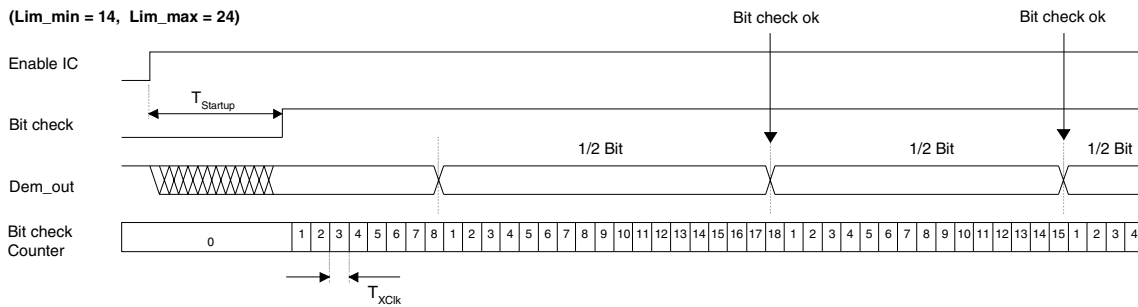 (Lim_min = 14, Lim_max = 24)
Bit check ok
Bit check ok
Enable IC
T_Startup
Bit check
1/2 Bit
1/2 Bit
1/2 Bit
Dem_out
Bit check
Counter
0 1 2 3 4 5 6 7 8 1 2 3 4 5 6 7 8 9 10 11 12 13 14 15 16 17 18 1 2 3 4 5 6 7 8 9 10 11 12 13 14 15 1 2 3 4
T_XClk